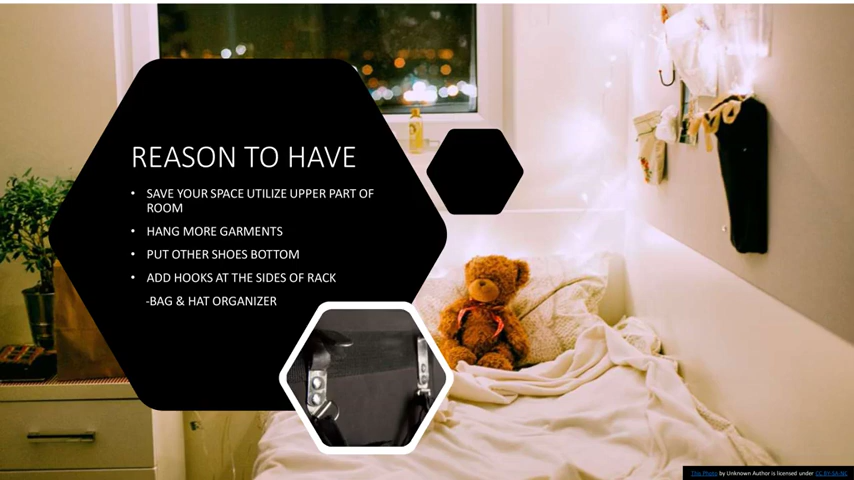 REASON TO HAVE
• SAVE YOUR SPACE UTILIZE UPPER PART OF
ROOM
• HANG MORE GARMENTS
• PUT OTHER SHOES BOTTOM
• ADD HOOKS AT THE SIDES OF RACK
-BAG & HAT ORGANIZER
This Photo by Unknown Author is licensed under CC BY-SA-NC